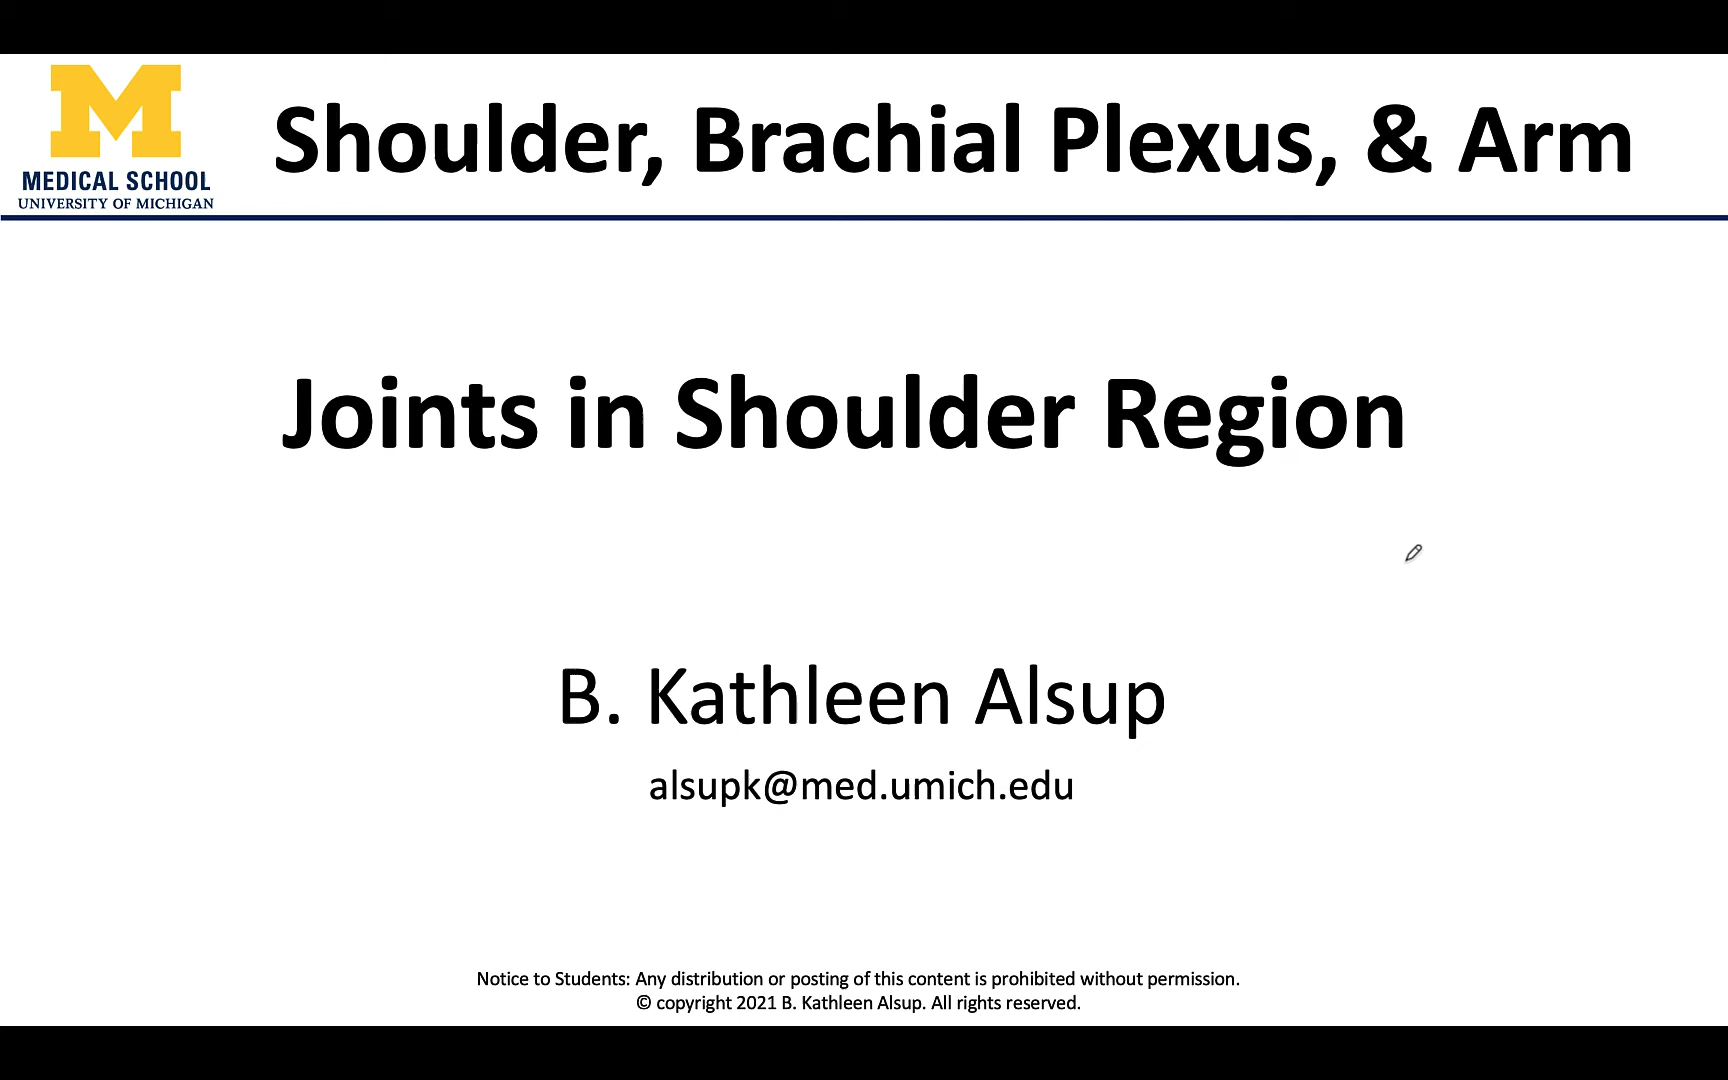 M
MEDICAL SCHOOL
UNIVERSITY OF MICHIGAN
Shoulder, Brachial Plexus, & Arm
Joints in Shoulder Region
B. Kathleen Alsup
alsupk@med.umich.edu
Notice to Students: Any distribution or posting of this content is prohibited without permission.
© copyright 2021 B. Kathleen Alsup. All rights reserved.